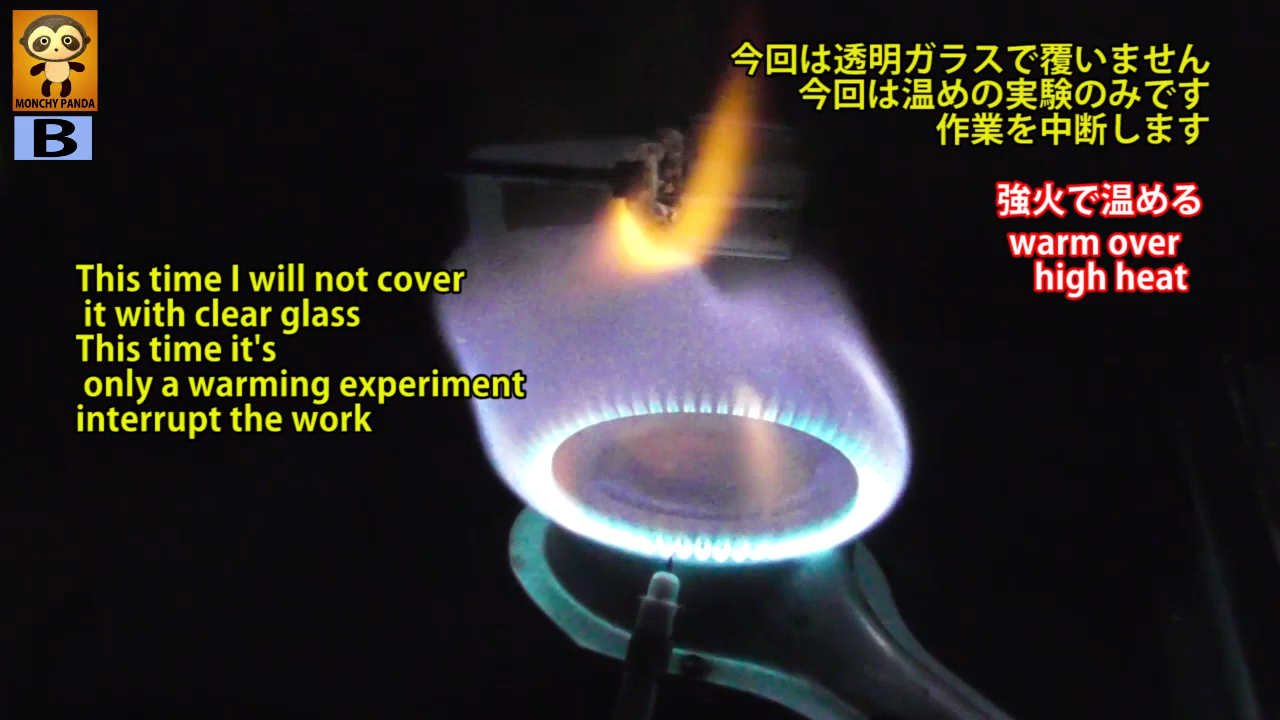 MONCHY PANDA
B
今回は透明ガラスで覆いません
今回は温めの実験のみです
作業を中断します
強火で温める
warm over
high heat
This time I will not cover
it with clear glass
This time it's
only a warming experiment
interrupt the work